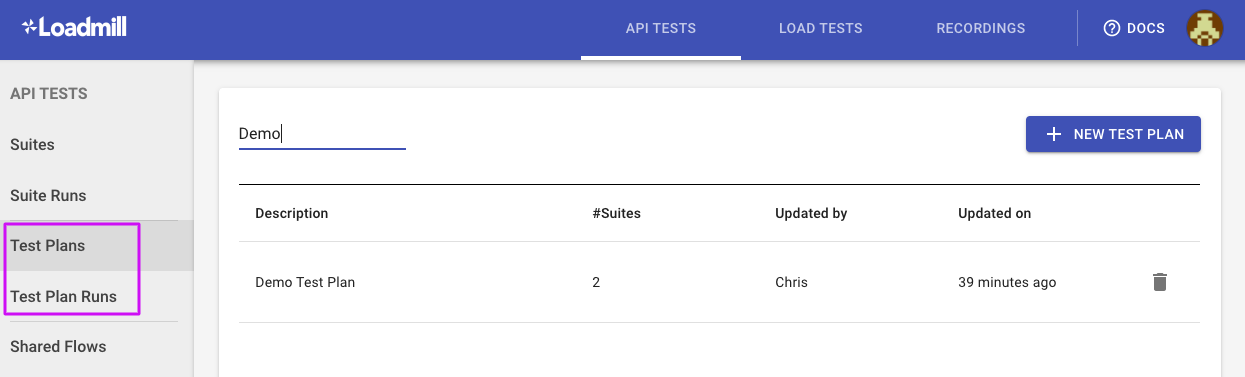 Loadmill
API TESTS
LOAD TESTS
RECORDINGS
DOCS
API TESTS
Suites
Suite Runs
Test Plans
Test Plan Runs
Shared Flows
Demo
NEW TEST PLAN
Description #Suites Updated by Updated on
Demo Test Plan 2 Chris 39 minutes ago